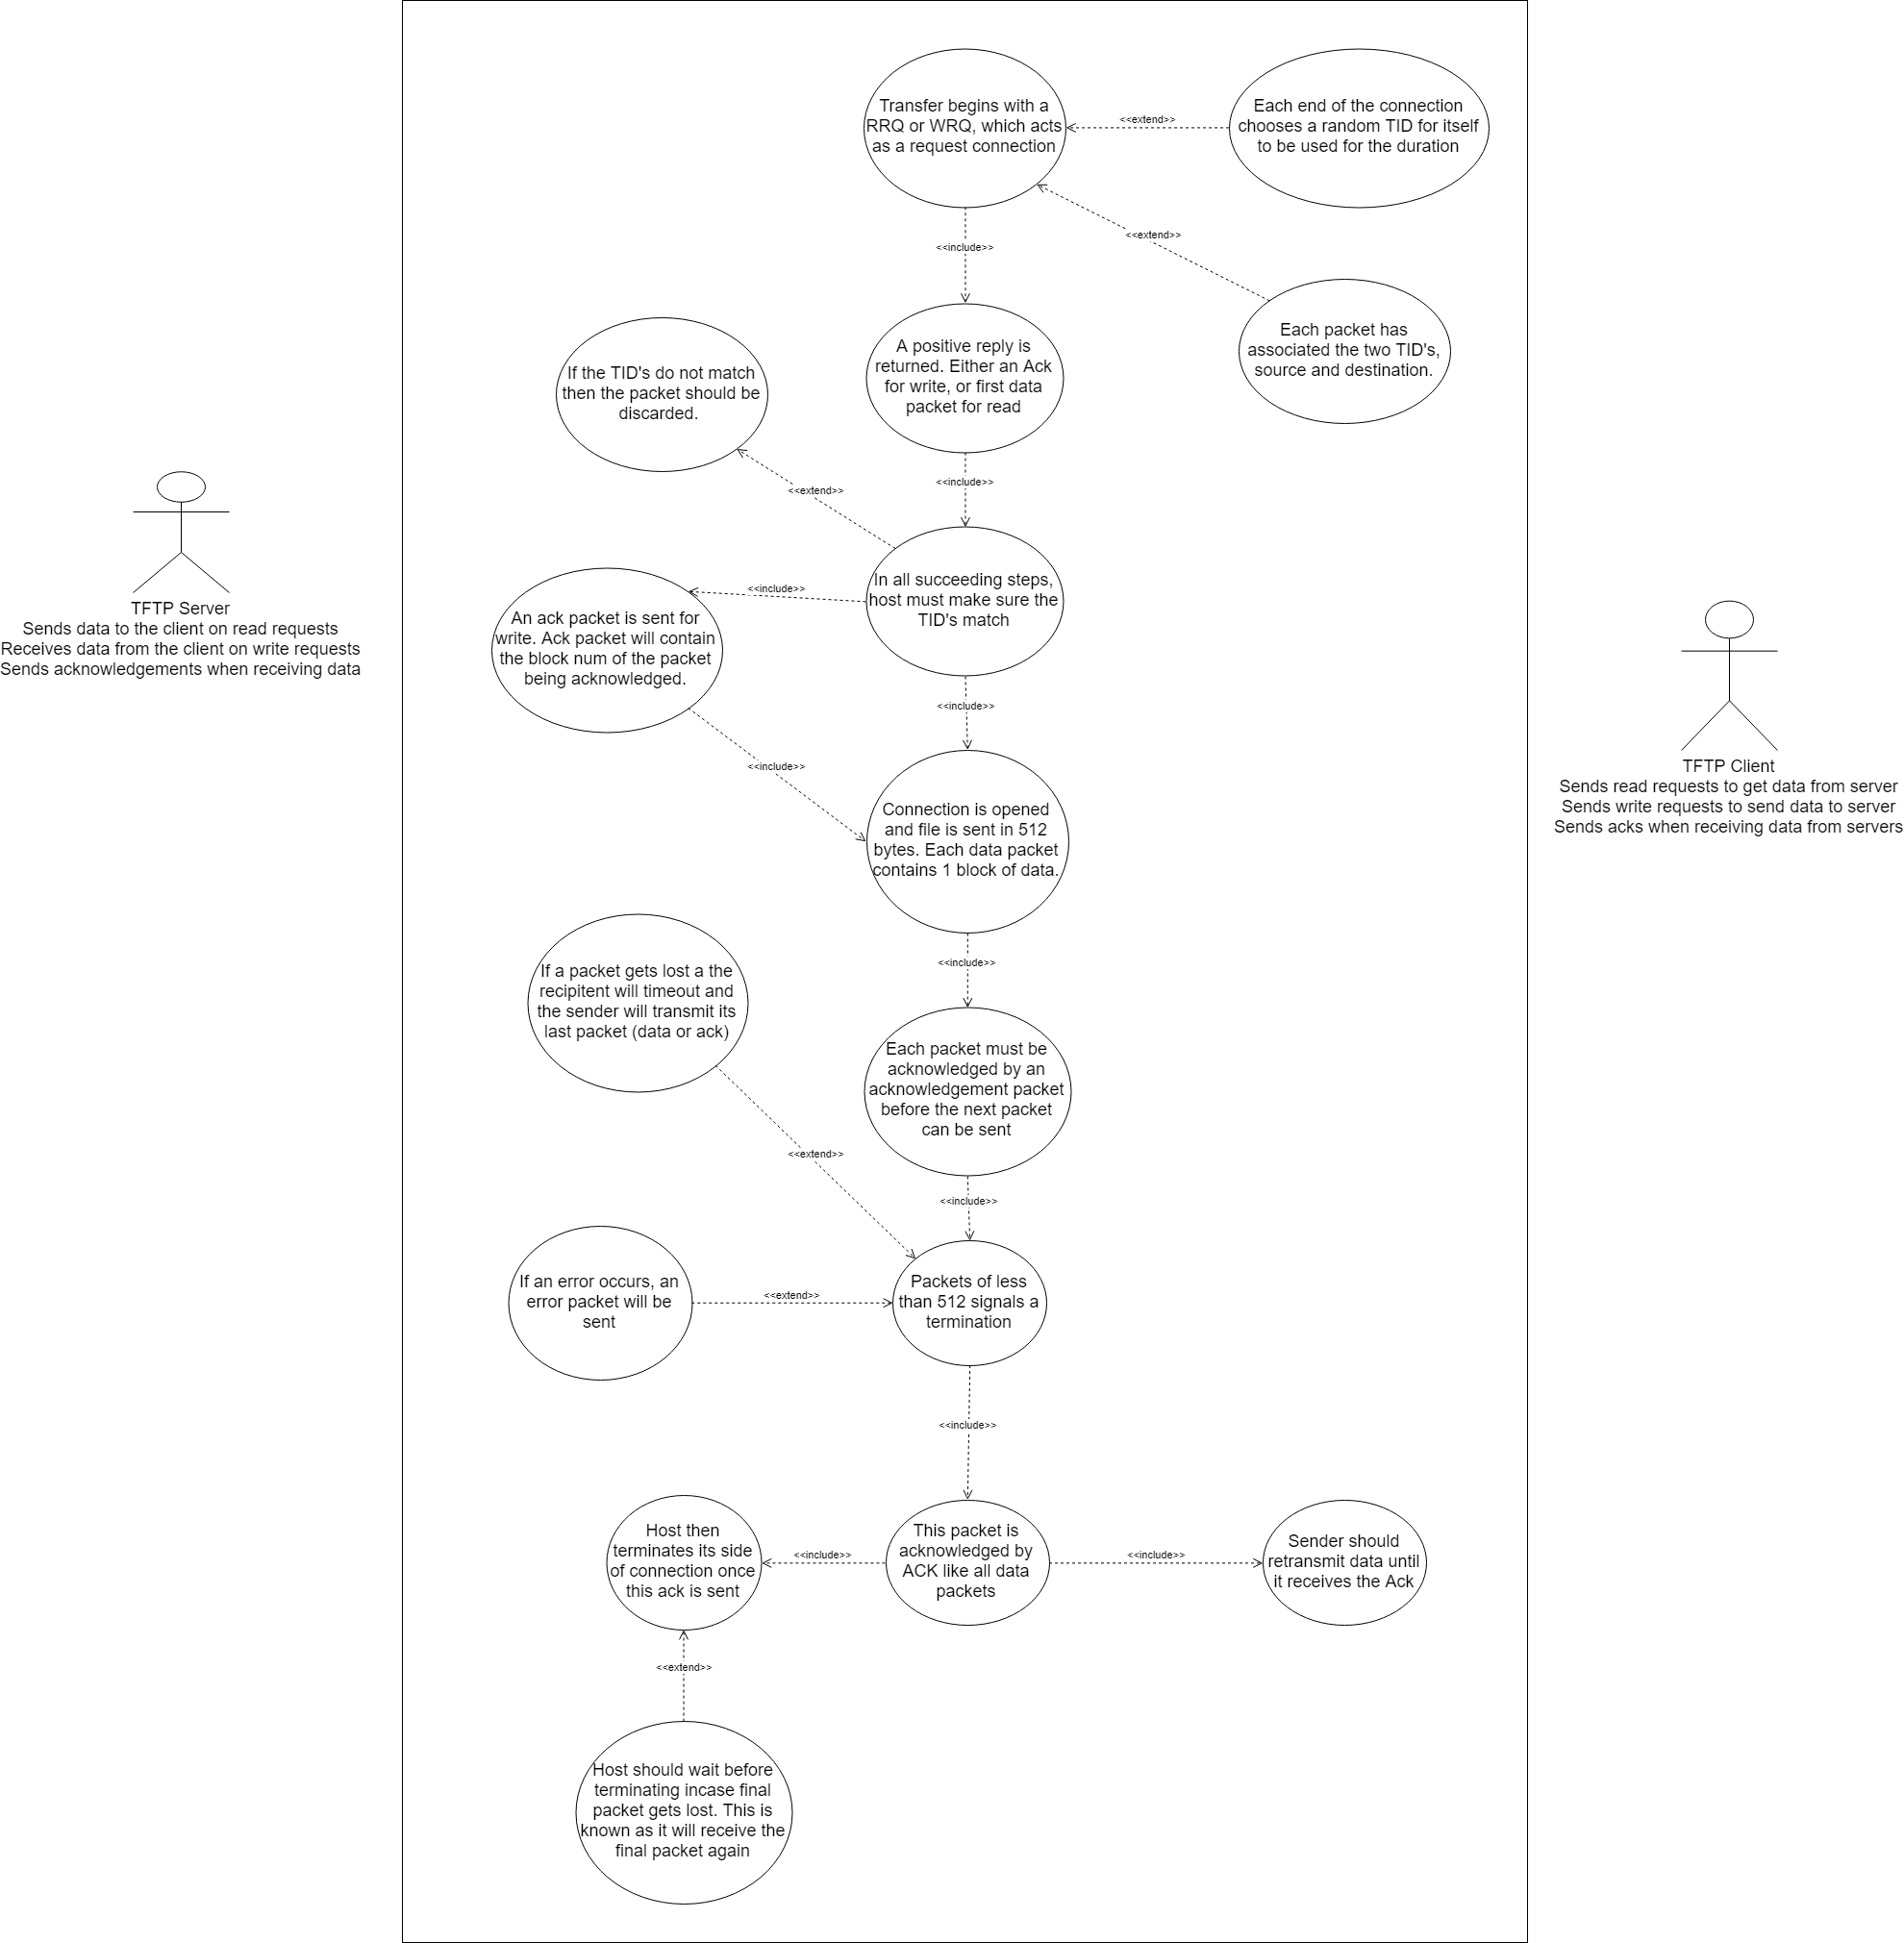 Transfer begins with a
RRQ or WRQ, which acts
as a request connection
<<extend>>
Each end of the connection
chooses a random TID for itself
to be used for the duration
<<extend>>
<<include>>
Each packet has
associated the two TID's,
source and destination.
A positive reply is
returned. Either an Ack
for write, or first data
packet for read
If the TID's do not match
then the packet should be
discarded.
<<include>>
<<extend>>
In all succeeding steps,
host must make sure the
TID's match
<<include>>
An ack packet is sent for
write. Ack packet will contain
the block num of the packet
being acknowledged.
TFTP Server
Sends data to the client on read requests
Receives data from the client on write requests
Sends acknowledgements when receiving data
<<include>>
<<include>>
TFTP Client
Sends read requests to get data from server
Sends write requests to send data to server
Sends acks when receiving data from servers
Connection is opened
and file is sent in 512
bytes. Each data packet
contains 1 block of data.
<<include>>
If a packet gets lost a the
recipitent will timeout and
the sender will transmit its
last packet (data or ack)
Each packet must be
acknowledged by an
acknowledgement packet
before the next packet
can be sent
<<extend>>
<<include>>
If an error occurs, an
error packet will be
sent
<<extend>>
Packets of less
than 512 signals a
termination
<<include>>
Host then
terminates its side
of connection once
this ack is sent
<<include>>
This packet is
acknowledged by
ACK like all data
packets
<<include>>
Sender should
retransmit data until
it receives the Ack
<<extend>>
Host should wait before
terminating incase final
packet gets lost. This is
known as it will receive the
final packet again